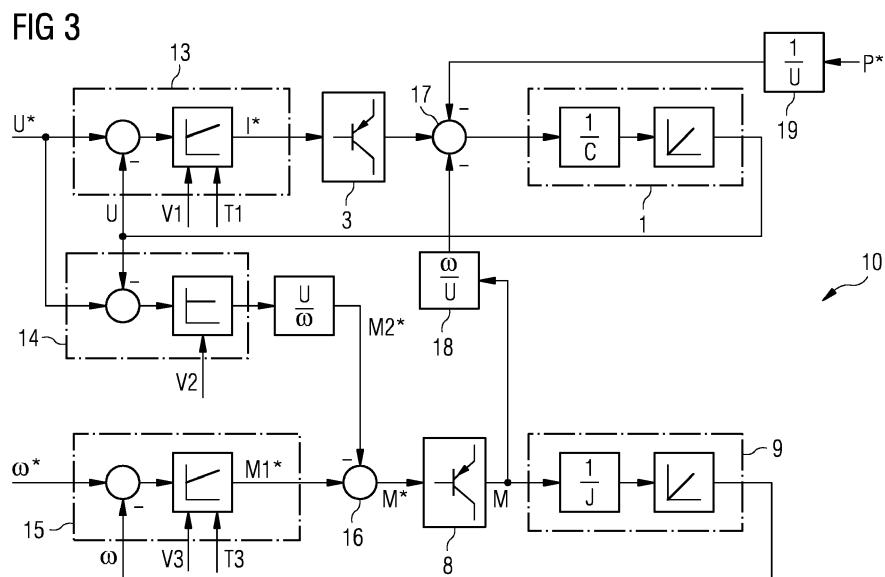 FIG 3
13
1
U
P*
19
U*
I*
17
1
C
3
1
U
V1
T1
10
ω
U
18
U
ω
M2*
14
V2
9
ω*
M1*
M*
M
1
J
15
16
8
ω
V3
T3